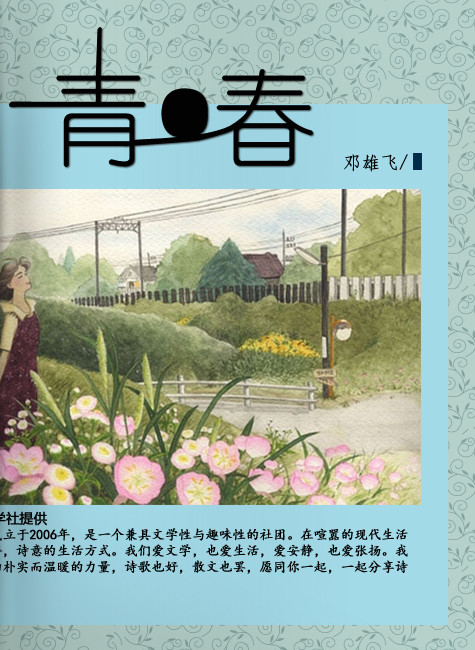 青春
邓雄飞/
学社提供
立于2006年，是一个兼具文学性与趣味性的社团。在喧嚣的现代生活
，诗意的生活方式。我们爱文学，也爱生活，爱安静，也爱张扬。我
朴实而温暖的力量，诗歌也好，散文也罢，愿同你一起，一起分享诗